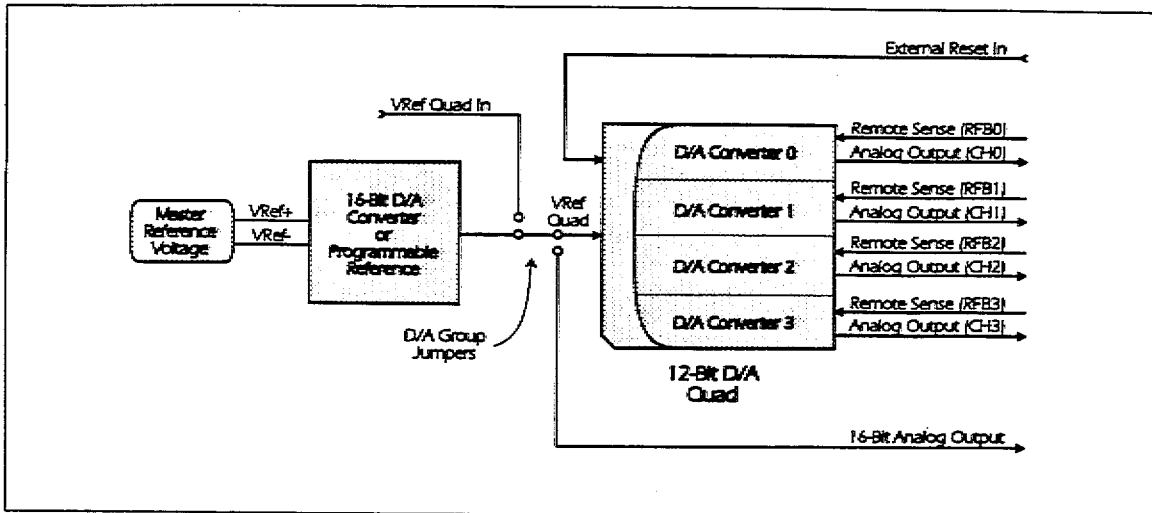 External Reset In
VRef Quad In
Remote Sense (RFB0)
D/A Converter 0
Analog Output (CH0)
16-Bit D/A
Converter
or
Programmable
Reference
Master
Reference
Voltage
VRef+
VRef-
VRef
Quad
Remote Sense (RFB1)
D/A Converter 1
Analog Output (CH1)
Remote Sense (RFB2)
D/A Converter 2
Analog Output (CH2)
Remote Sense (RFB3)
D/A Converter 3
Analog Output (CH3)
D/A Group
Jumpers
12-Bit D/A
Quad
16-Bit Analog Output